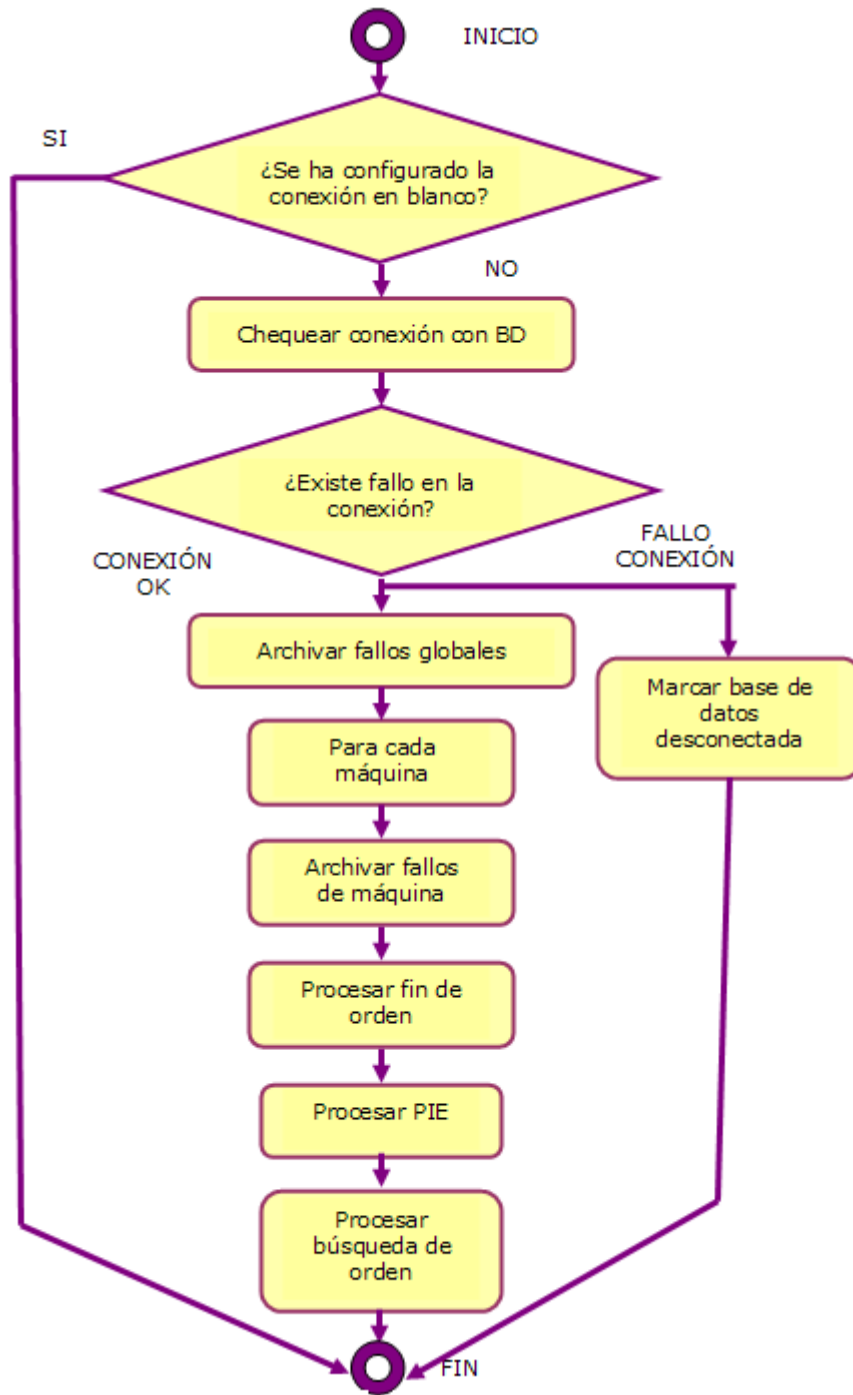 INICIO
SI
¿Se ha configurado la
conexión en blanco?
NO
Chequear conexión con BD
¿Existe fallo en la
conexión?
CONEXIÓN
OK
FALLO
CONEXIÓN
Archivar fallos globales
Marcar base de
datos
desconectada
Para cada
máquina
Archivar fallos
de máquina
Procesar fin de
orden
Procesar PIE
Procesar
búsqueda de
orden
FIN